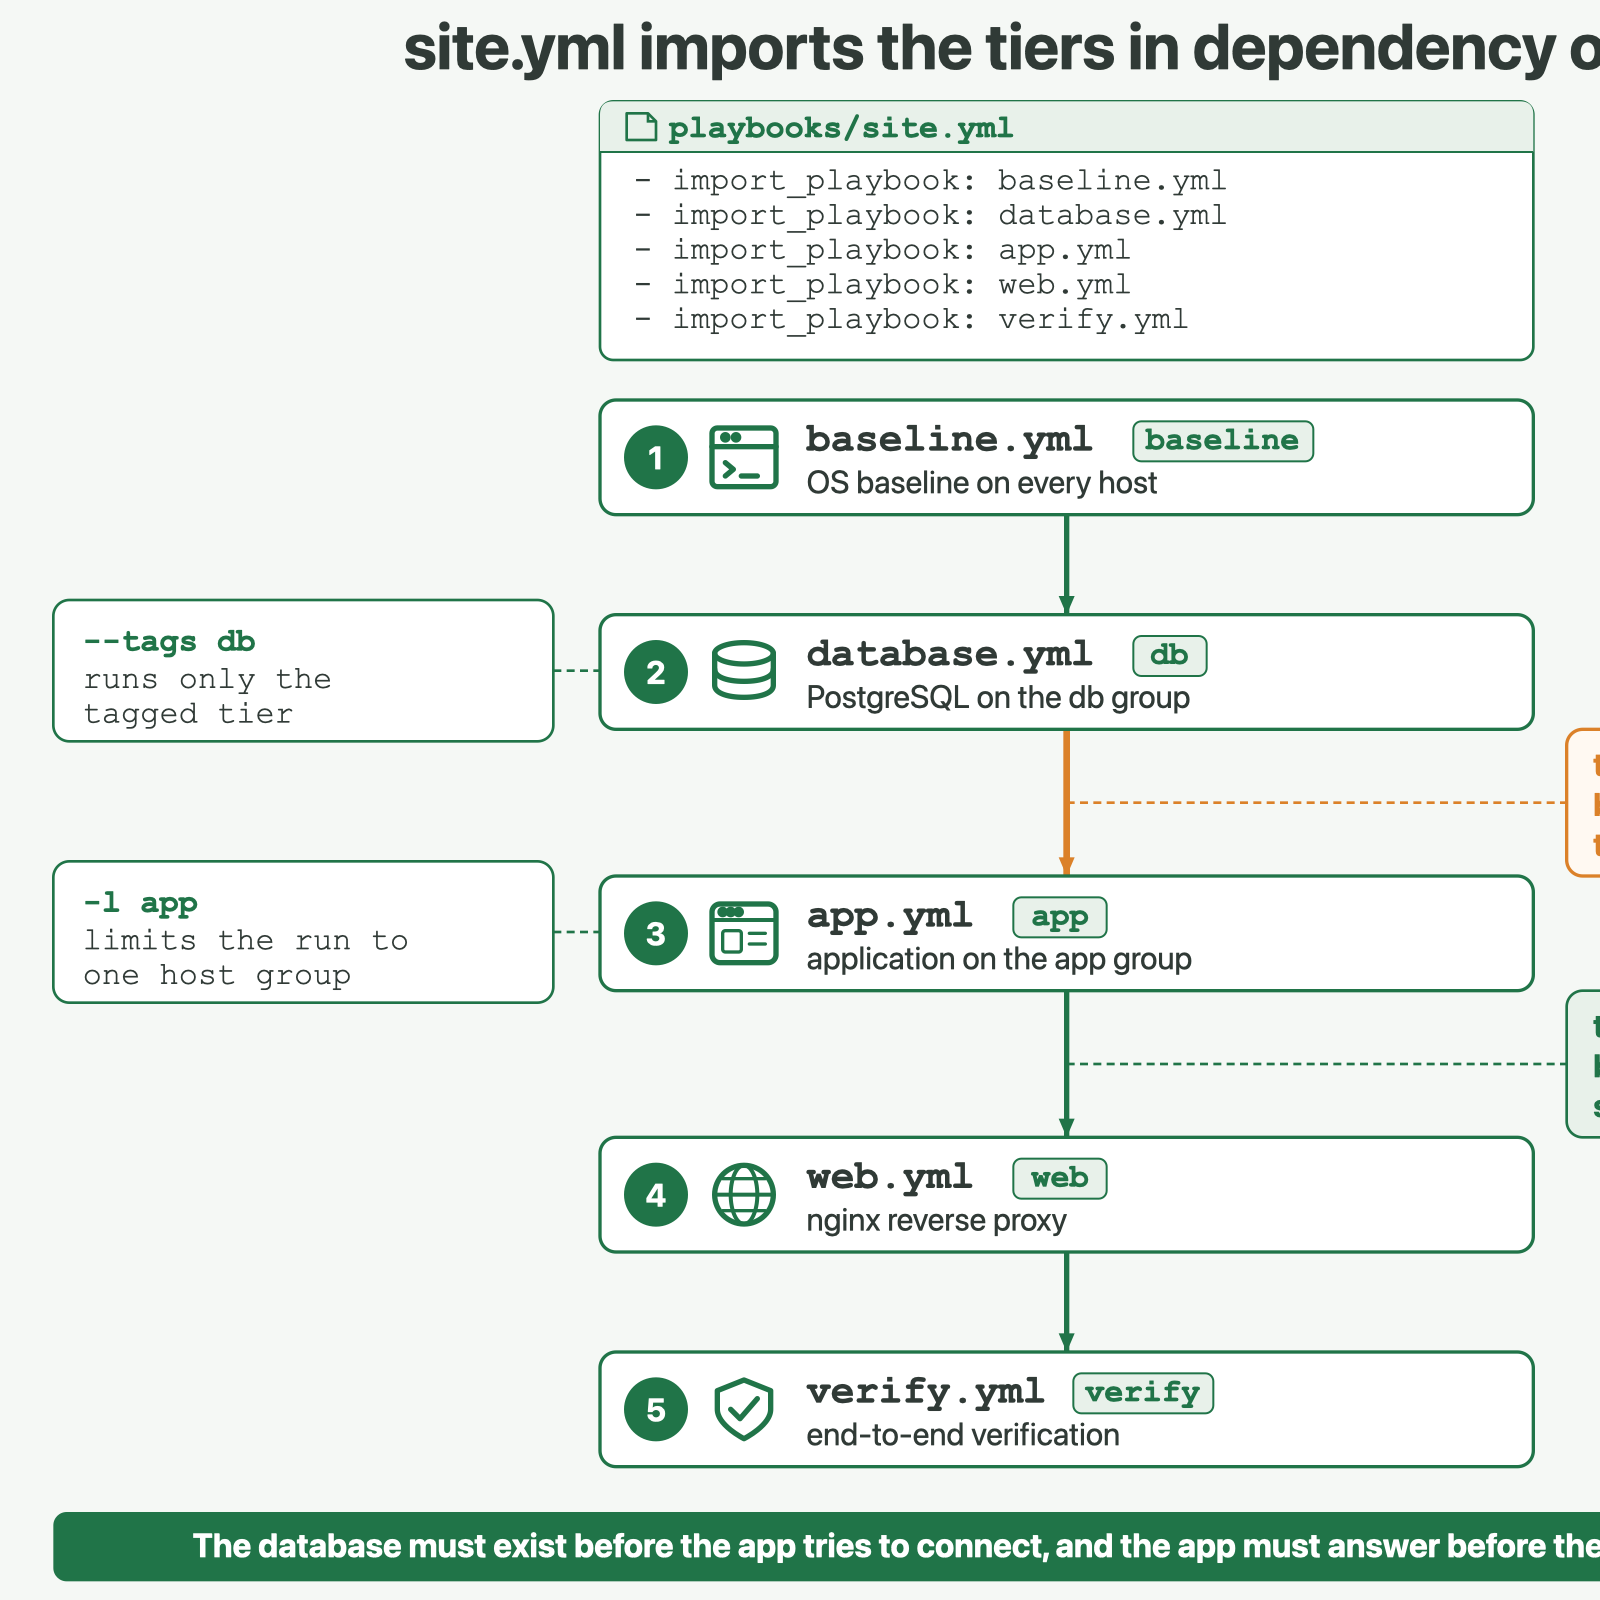 site.yml imports the tiers in dependency
playbooks/site.yml
- import_playbook: baseline.yml
- import_playbook: database.yml
- import_playbook: app.yml
- import_playbook: web.yml
- import_playbook: verify.yml
1
baseline.yml
baseline
OS baseline on every host
--tags db
runs only the
tagged tier
2
database.yml
db
PostgreSQL on the db group
-l app
limits the run to
one host group
3
app.yml
app
application on the app group
4
web.yml
web
nginx reverse proxy
5
verify.yml
verify
end-to-end verification
The database must exist before the app tries to connect, and the app must answer before the